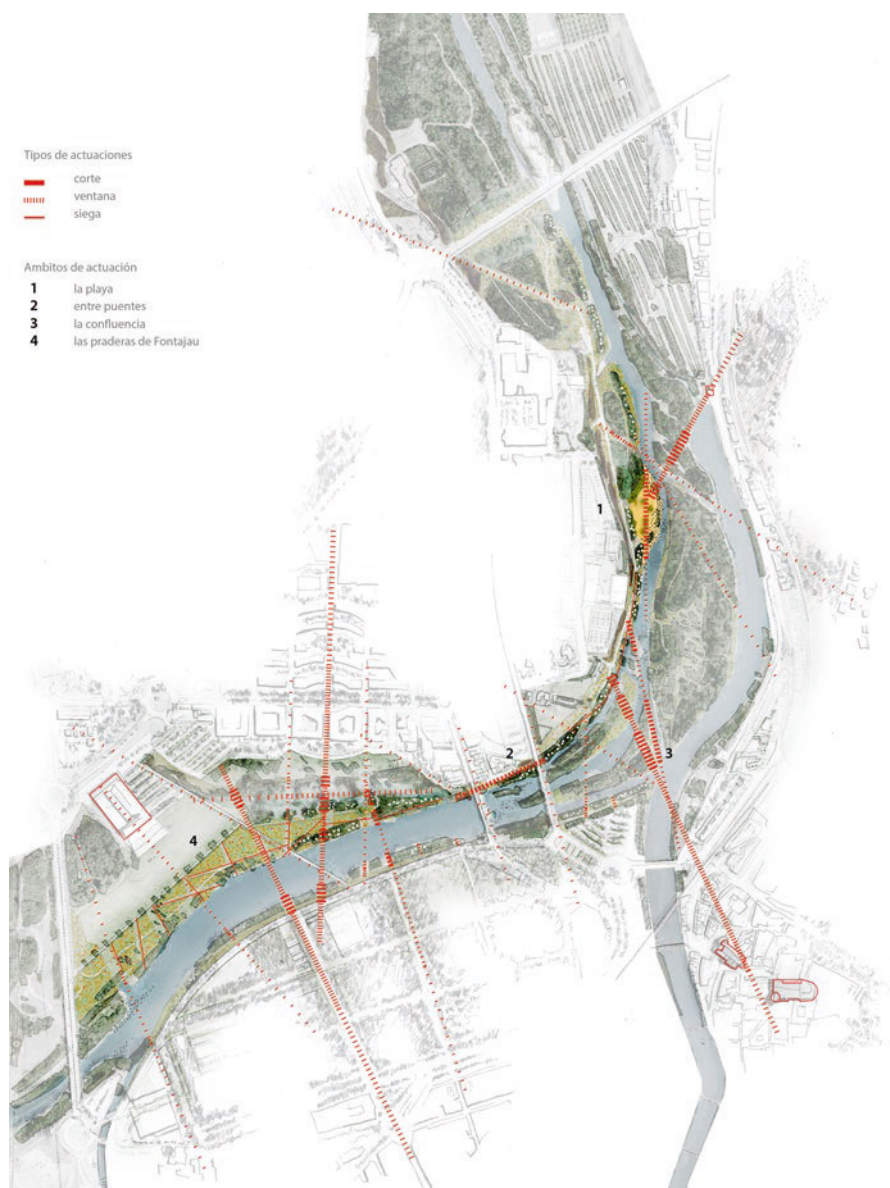 Tipos de actuaciones
corte
ventana
siega
Ambitos de actuación
1 la playa
2 entre puentes
3 la confluencia
4 las praderas de Fontajau
1
2
3
4